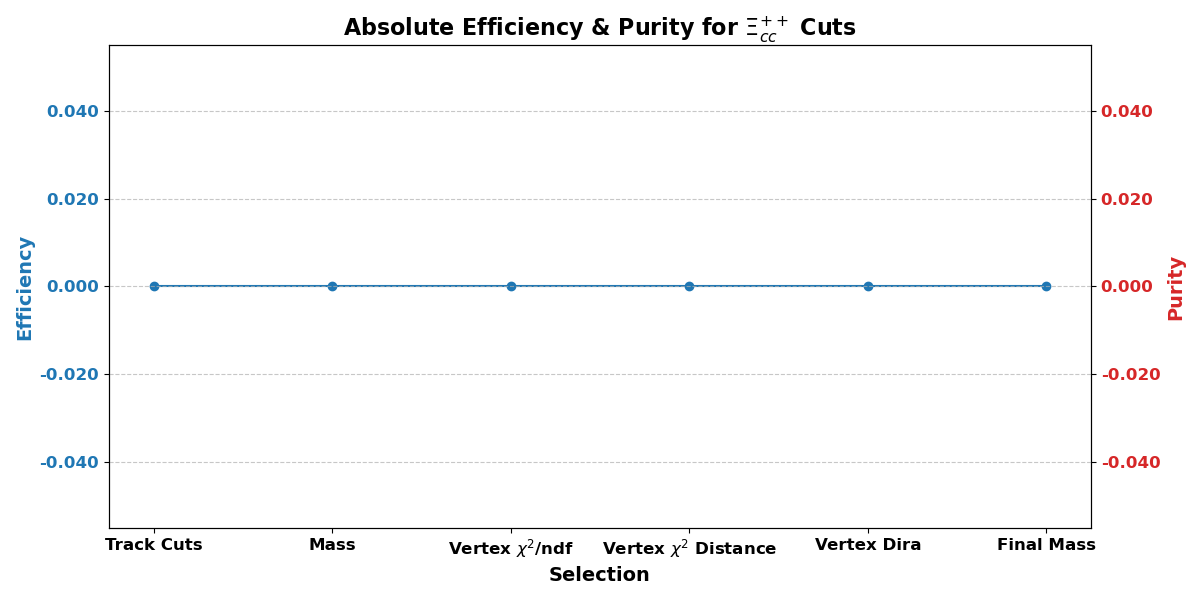 Absolute Efficiency & Purity for Ξ_{cc}^{++} Cuts
Efficiency
0.040
0.020
0.000
-0.020
-0.040
0.040
0.020
0.000
-0.020
-0.040
Purity
Track Cuts
Mass
Vertex χ²/ndf
Vertex χ² Distance
Vertex Dira
Final Mass
Selection